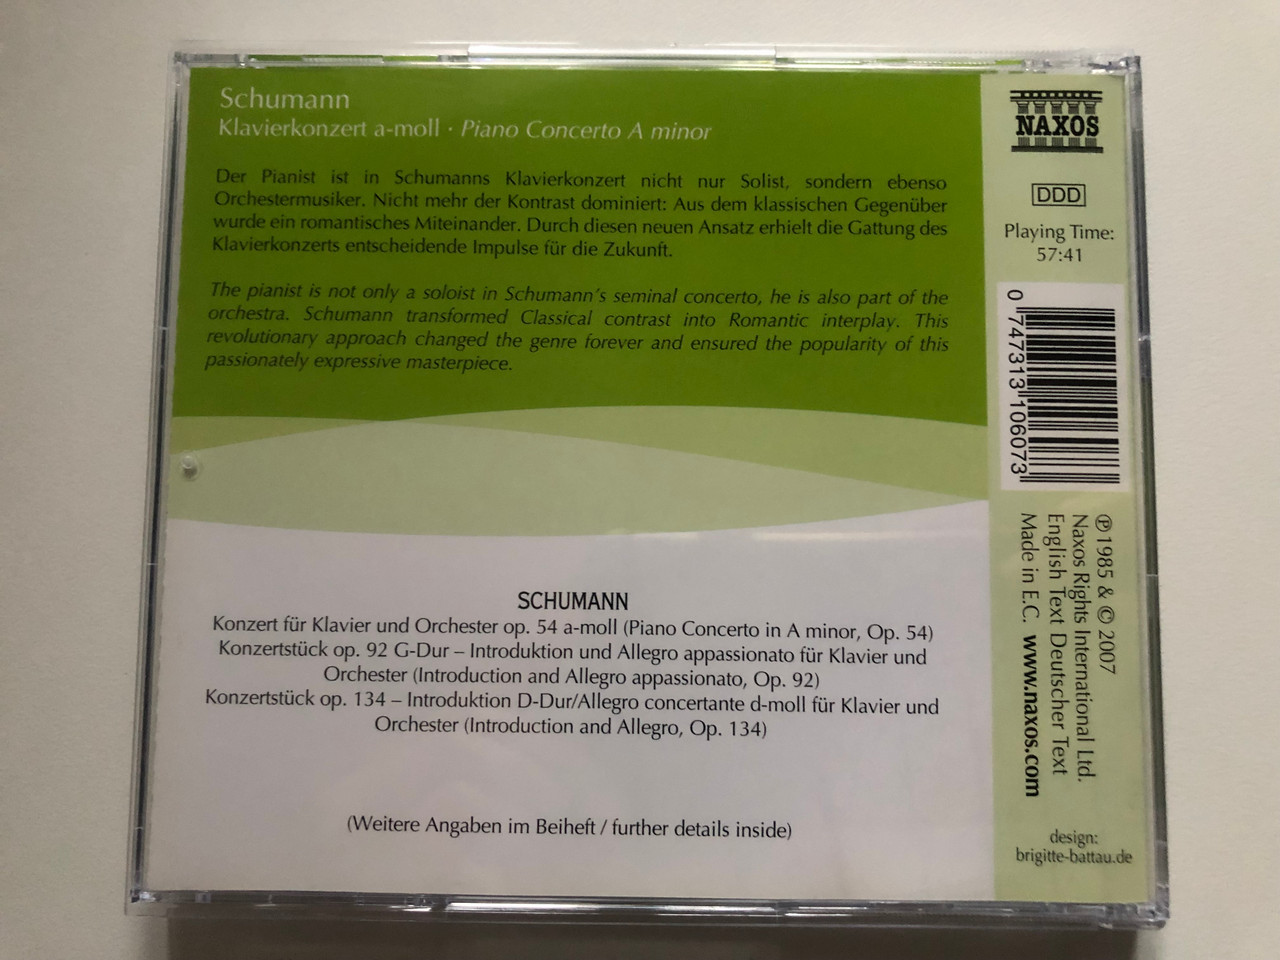 Schumann
Klavierkonzert a-moll · Piano Concerto A minor
Der Pianist ist in Schumanns Klavierkonzert nicht nur Solist, sondern ebenso
Orchestermusiker. Nicht mehr der Kontrast dominiert: Aus dem klassischen Gegenüber
wurde ein romantisches Miteinander. Durch diesen neuen Ansatz erhielt die Gattung des
Klavierkonzerts entscheidende Impulse für die Zukunft.
The pianist is not only a soloist in Schumann's seminal concerto, he is also part of the
orchestra. Schumann transformed Classical contrast into Romantic interplay. This
revolutionary approach changed the genre forever and ensured the popularity of this
passionately expressive masterpiece.
SCHUMANN
Konzert für Klavier und Orchester op. 54 a-moll (Piano Concerto in A minor, Op. 54)
Konzertstück op. 92 G-Dur – Introduktion und Allegro appassionato für Klavier und
Orchester (Introduction and Allegro appassionato, Op. 92)
Konzertstück op. 134 – Introduktion D-Dur/Allegro concertante d-moll für Klavier und
Orchester (Introduction and Allegro, Op. 134)
(Weitere Angaben im Beiheft / further details inside)
NAXOS
DDD
Playing Time:
57:41
0 747313 106073
℗ 1985 & © 2007
Naxos Rights International Ltd.
English Text Deutscher Text
Made in E.C. www.naxos.com
design:
brigitte-battau.de